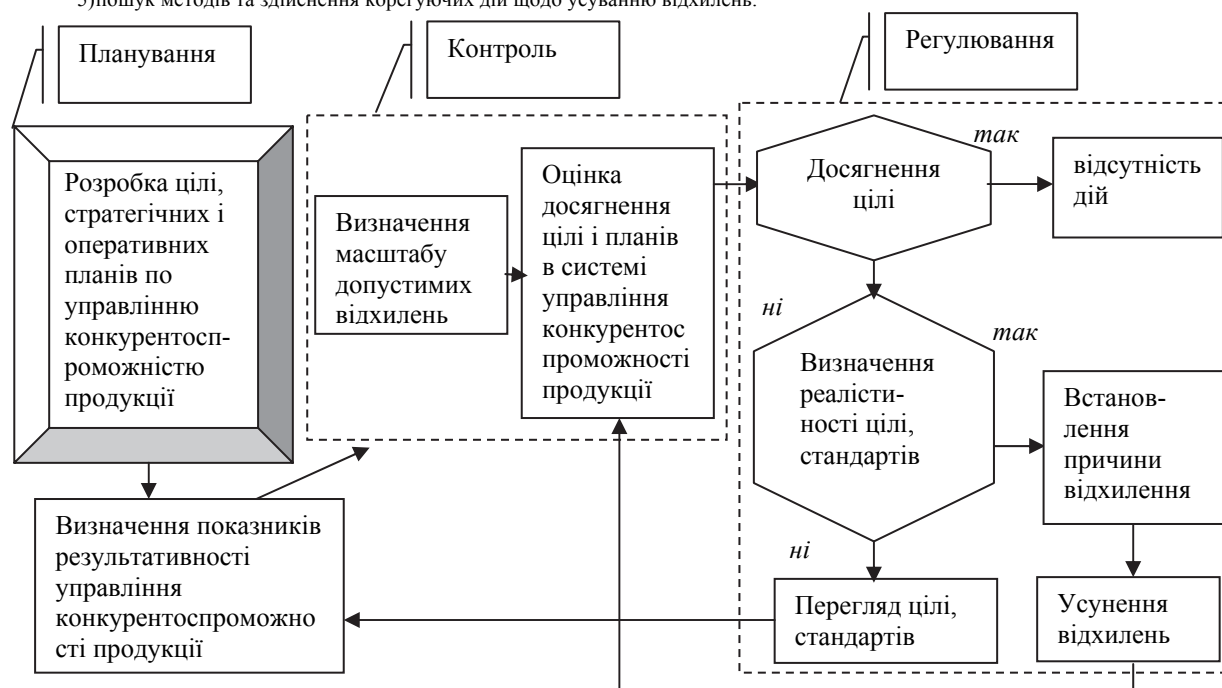 5)пошук методів та здійснення корегуючих дій щодо усуванню відхилень.
Планування
Контроль
Регулювання
Розробка цілі,
стратегічних і
оперативних
планів по
управлінню
конкурентосп-
роможністю
продукції
Визначення
масштабу
допустимих
відхилень
Оцінка
досягнення
цілі і планів
в системі
управління
конкурентос
проможності
продукції
Досягнення
цілі
так
відсутність
дій
ні
Визначення
реалісти-
ності цілі,
стандартів
так
Встанов-
лення
причини
відхилення
ні
Визначення показників
результативності
управління
конкурентоспроможно
сті продукції
Перегляд цілі,
стандартів
Усунення
відхилень